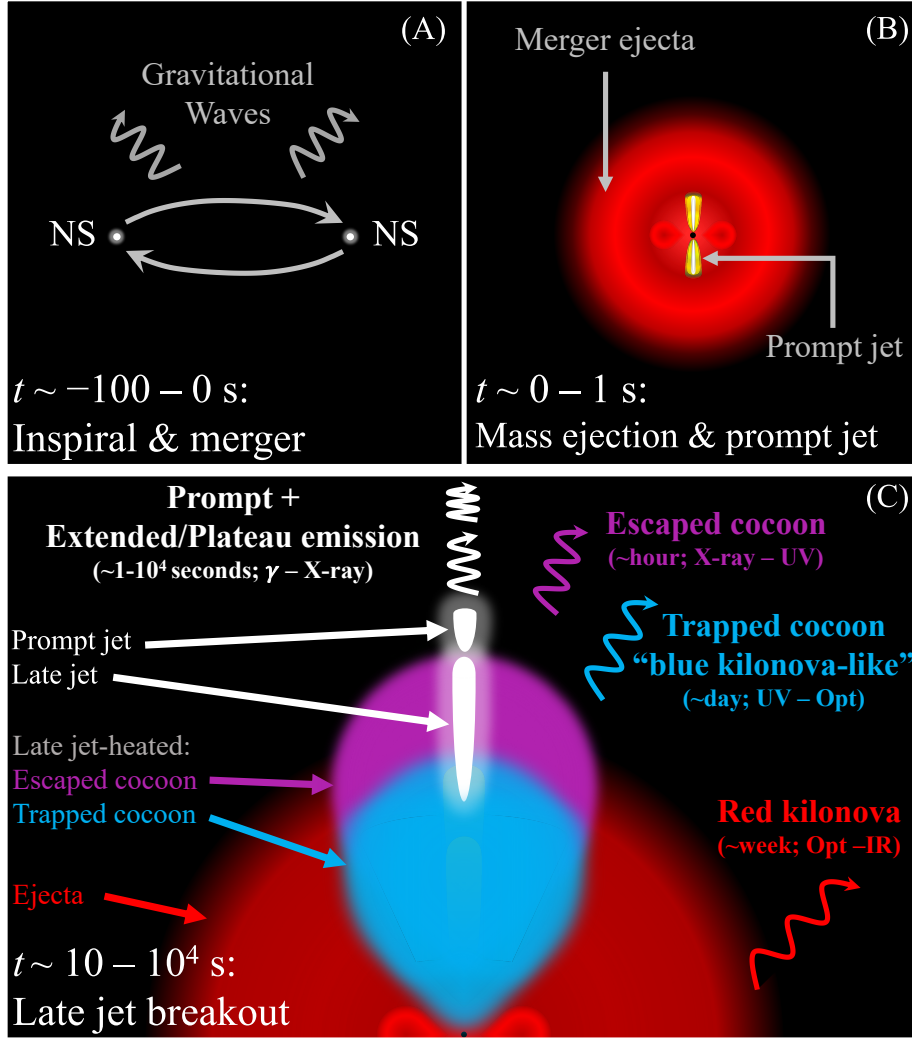 (A)
Gravitational
Waves
NS
NS
t ~ −100 – 0 s:
Inspiral & merger
(B)
Merger ejecta
Prompt jet
t ~ 0 – 1 s:
Mass ejection & prompt jet
(C)
Prompt +
Extended/Plateau emission
(~1-10⁴ seconds; γ – X-ray)
Escaped cocoon
(~hour; X-ray – UV)
Trapped cocoon
“blue kilonova-like”
(~day; UV – Opt)
Prompt jet
Late jet
Late jet-heated:
Escaped cocoon
Trapped cocoon
Red kilonova
(~week; Opt –IR)
Ejecta
t ~ 10 – 10⁴ s:
Late jet breakout